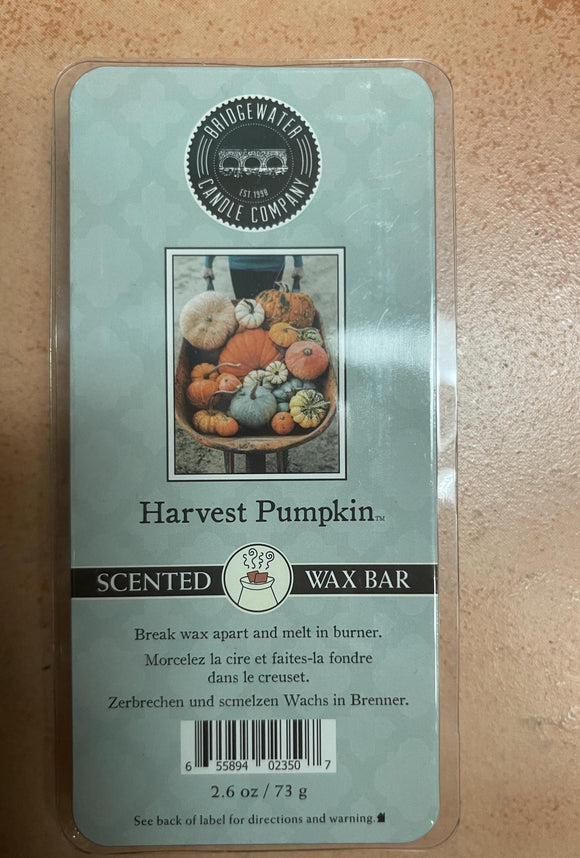 BRIDGEWATER
EST 1998
CANDLE COMPANY
Harvest Pumpkin™
SCENTED WAX BAR
Break wax apart and melt in burner.
Morcelez la cire et faites-la fondre
dans le creuset.
Zerbrechen und scmelzen Wachs in Brenner.
6 55894 02350 7
2.6 oz / 73 g
See back of label for directions and warning.